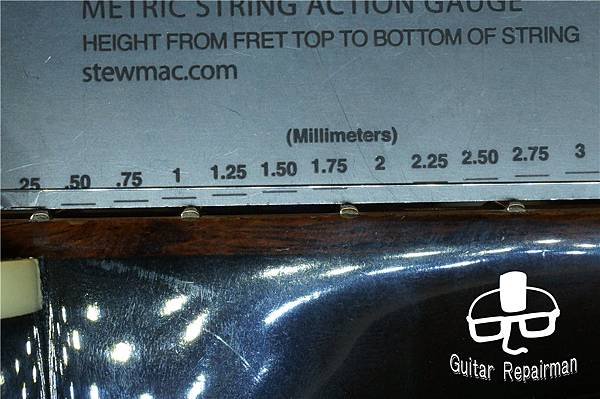 METRIC STRING ACTION GAUGE
HEIGHT FROM FRET TOP TO BOTTOM OF STRING
stewmac.com
(Millimeters)
.25 .50 .75 1 1.25 1.50 1.75 2 2.25 2.50 2.75 3
Guitar Repairman